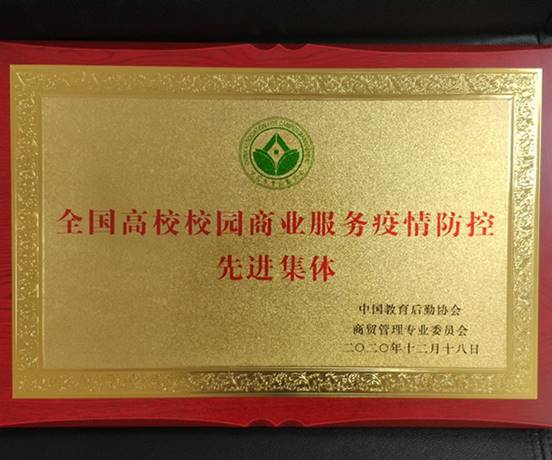 全国高校校园商业服务疫情防控
先进集体
中国教育后勤协会
商贸管理专业委员会
二〇二〇年十二月十八日